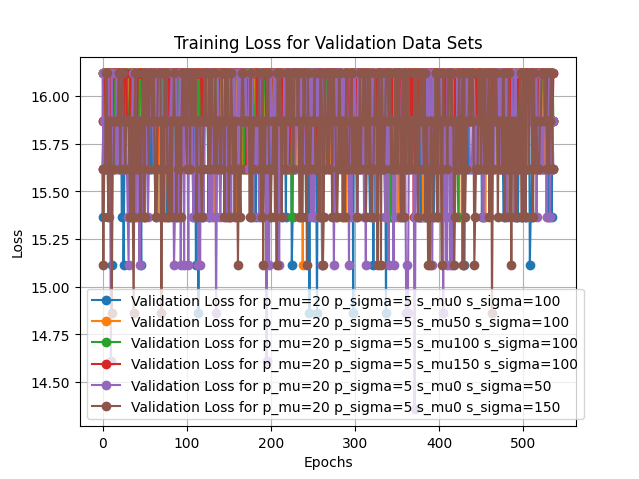 Training Loss for Validation Data Sets
Loss
16.00
15.75
15.50
15.25
15.00
14.75
14.50
Validation Loss for p_mu=20 p_sigma=5 s_mu0 s_sigma=100
Validation Loss for p_mu=20 p_sigma=5 s_mu50 s_sigma=100
Validation Loss for p_mu=20 p_sigma=5 s_mu100 s_sigma=100
Validation Loss for p_mu=20 p_sigma=5 s_mu150 s_sigma=100
Validation Loss for p_mu=20 p_sigma=5 s_mu0 s_sigma=50
Validation Loss for p_mu=20 p_sigma=5 s_mu0 s_sigma=150
0 100 200 300 400 500
Epochs